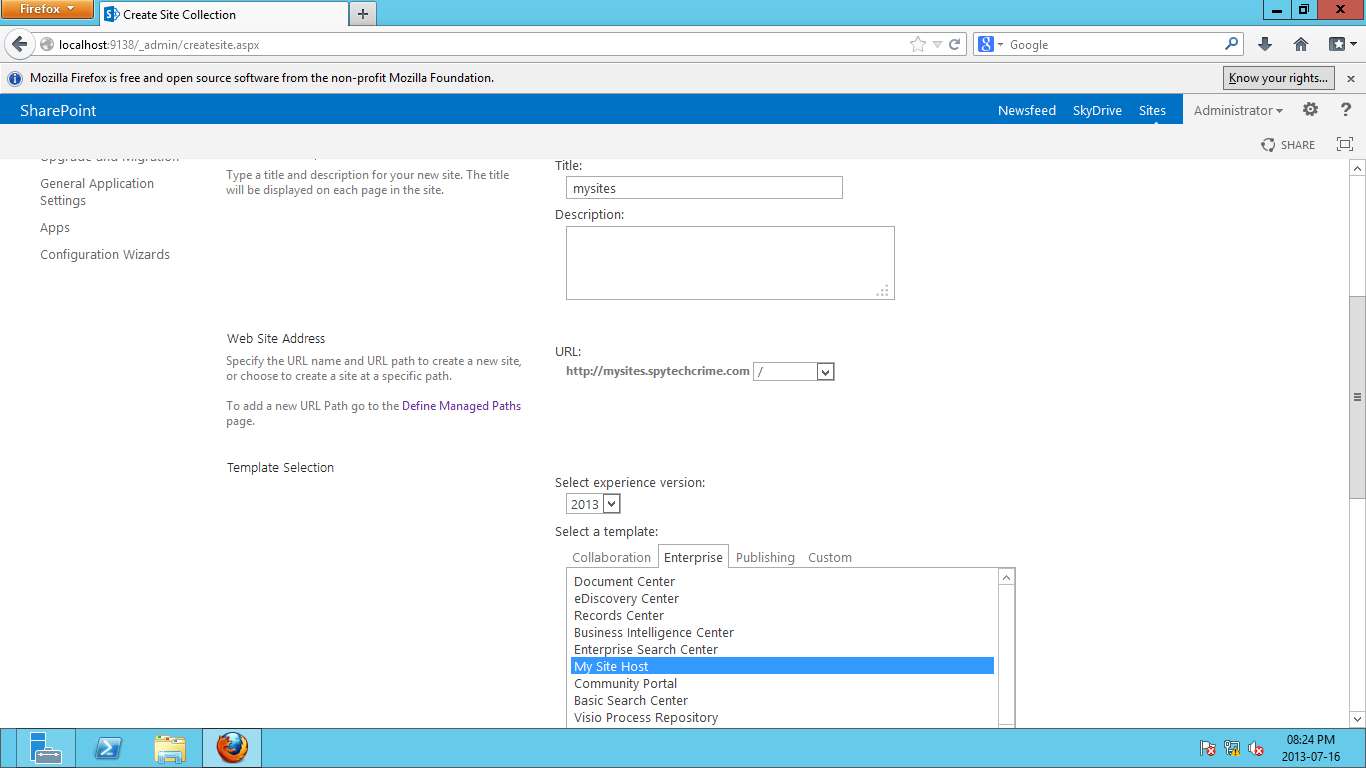 Firefox
Create Site Collection
localhost:9138/_admin/createsite.aspx
Google
Mozilla Firefox is free and open source software from the non-profit Mozilla Foundation.
Know your rights...
SharePoint
Newsfeed SkyDrive Sites Administrator
SHARE
Upgrade and Migration
General Application
Settings
Apps
Configuration Wizards
Type a title and description for your new site. The title
will be displayed on each page in the site.
Title:
mysites
Description:
Web Site Address
Specify the URL name and URL path to create a new site,
or choose to create a site at a specific path.
To add a new URL Path go to the Define Managed Paths
page.
URL:
http://mysites.spytechcrime.com /
Template Selection
Select experience version:
2013
Select a template:
Collaboration Enterprise Publishing Custom
Document Center
eDiscovery Center
Records Center
Business Intelligence Center
Enterprise Search Center
My Site Host
Community Portal
Basic Search Center
Visio Process Repository
08:24 PM
2013-07-16